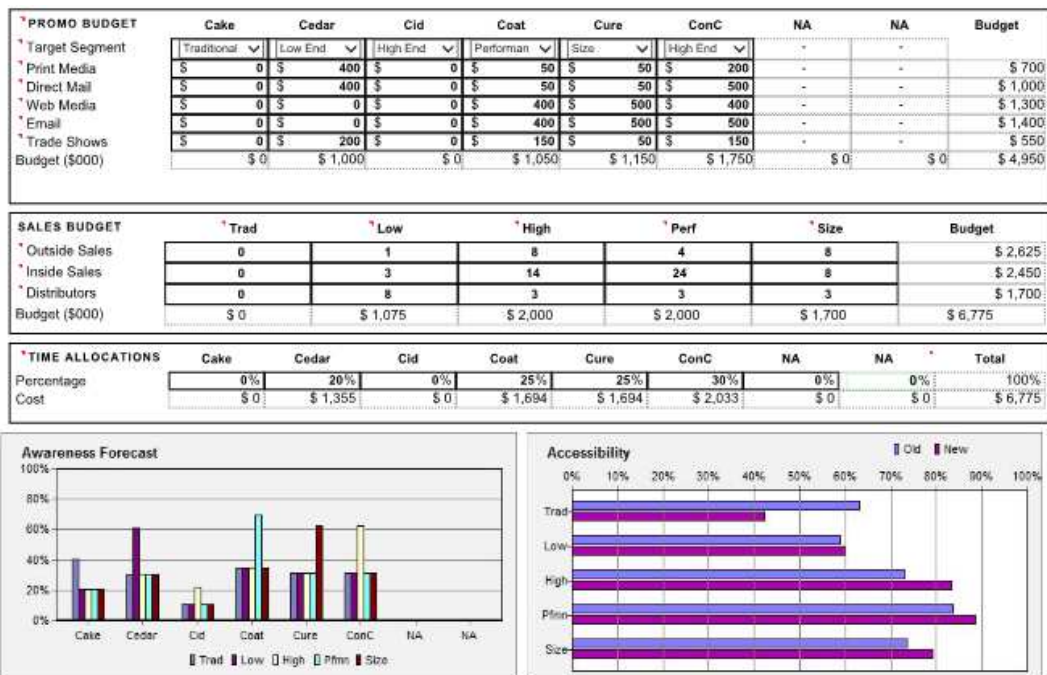 PROMO BUDGET Cake Cedar Cid Coat Cure ConC NA NA Budget
Target Segment Traditional Low End High End Performan Size High End - -
Print Media $ 0 $ 400 $ 0 $ 50 $ 50 $ 200 - - $ 700
Direct Mail $ 0 $ 400 $ 0 $ 50 $ 50 $ 500 - - $ 1,000
Web Media $ 0 $ 0 $ 0 $ 400 $ 500 $ 400 - - $ 1,300
Email $ 0 $ 0 $ 0 $ 400 $ 500 $ 500 - - $ 1,400
Trade Shows $ 0 $ 200 $ 0 $ 150 $ 50 $ 150 - - $ 550
Budget ($000) $ 0 $ 1,000 $ 0 $ 1,050 $ 1,150 $ 1,750 $ 0 $ 0 $ 4,950
SALES BUDGET Trad Low High Perf Size Budget
Outside Sales 0 1 8 4 8 $ 2,625
Inside Sales 0 3 14 24 8 $ 2,450
Distributors 0 8 3 3 3 $ 1,700
Budget ($000) $ 0 $ 1,075 $ 2,000 $ 2,000 $ 1,700 $ 6,775
TIME ALLOCATIONS Cake Cedar Cid Coat Cure ConC NA NA Total
Percentage 0% 20% 0% 25% 25% 30% 0% 0% 100%
Cost $ 0 $ 1,355 $ 0 $ 1,694 $ 1,694 $ 2,033 $ 0 $ 0 $ 6,775
Awareness Forecast
100%
80%
60%
40%
20%
0%
Cake Cedar Cid Coat Cure ConC NA NA
Trad Low High Pfmn Size
Accessibility Old New
0% 10% 20% 30% 40% 50% 60% 70% 80% 90% 100%
Trad
Low
High
Pfmn
Size